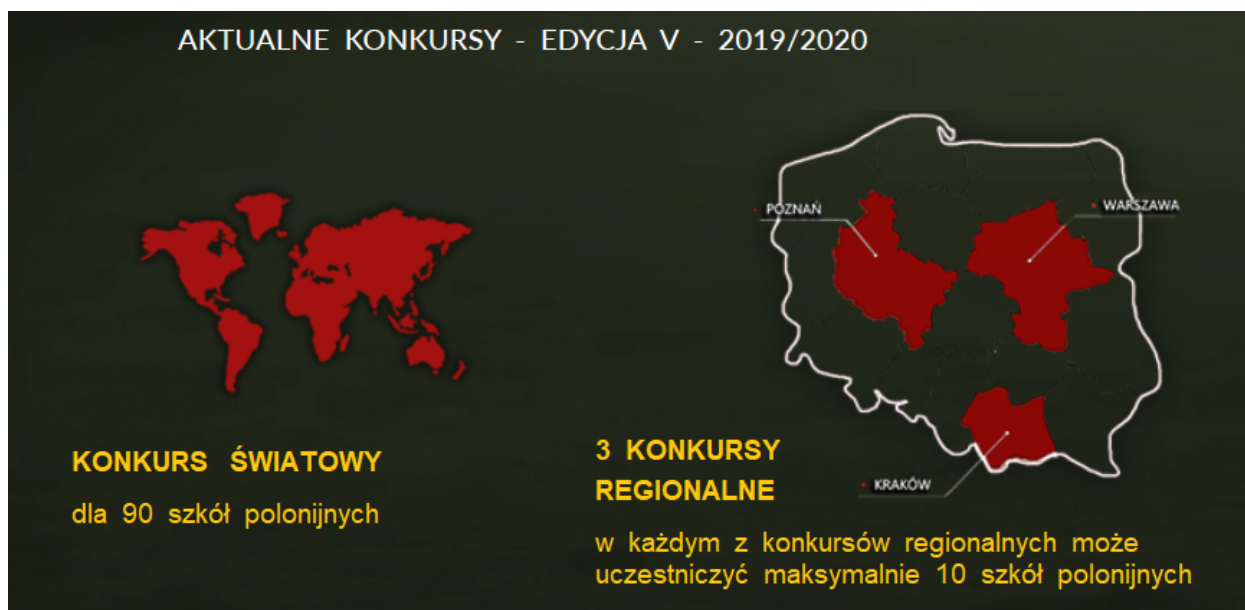 AKTUALNE KONKURSY - EDYCJA V - 2019/2020
POZNAŃ
WARSZAWA
KRAKÓW
KONKURS ŚWIATOWY
dla 90 szkół polonijnych
3 KONKURSY
REGIONALNE
w każdym z konkursów regionalnych może
uczestniczyć maksymalnie 10 szkół polonijnych